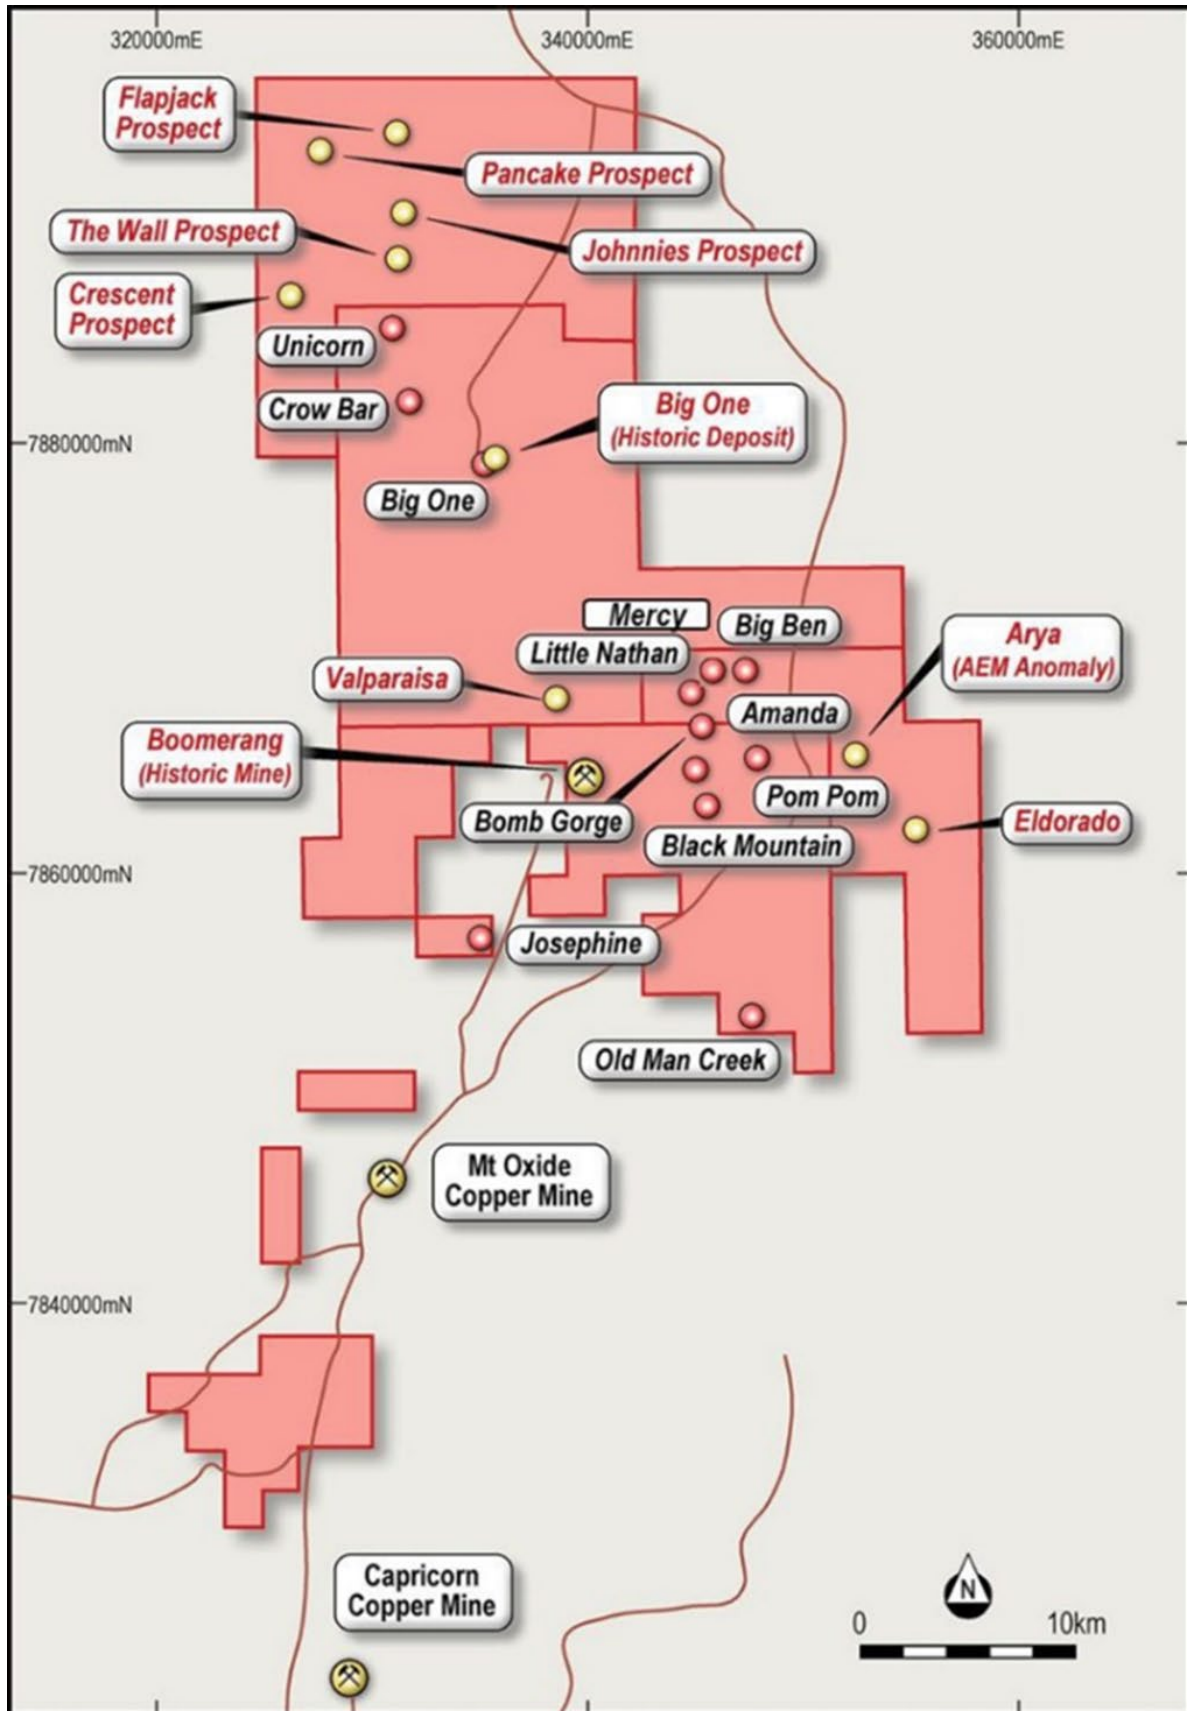 320000mE
340000mE
360000mE
Flapjack
Prospect
Pancake Prospect
The Wall Prospect
Johnnies Prospect
Crescent
Prospect
Unicorn
Crow Bar
Big One
(Historic Deposit)
7880000mN
Big One
Mercy
Big Ben
Little Nathan
Arya
(AEM Anomaly)
Valparaisa
Amanda
Boomerang
(Historic Mine)
Pom Pom
Bomb Gorge
Eldorado
Black Mountain
7860000mN
Josephine
Old Man Creek
Mt Oxide
Copper Mine
7840000mN
Capricorn
Copper Mine
N
0
10km